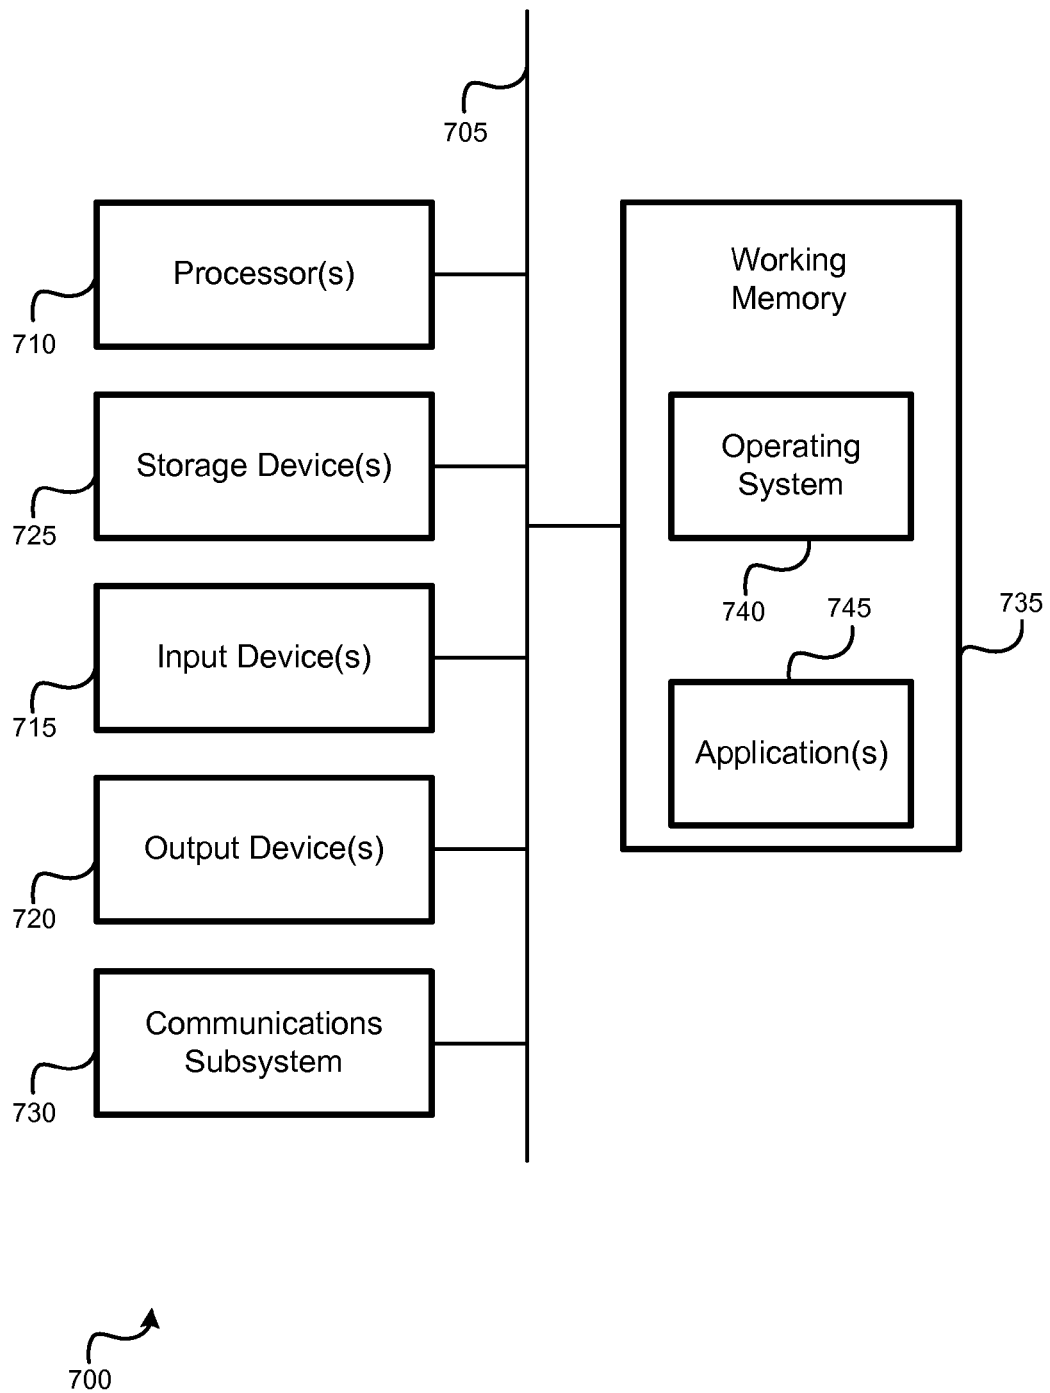 705
Processor(s)
710
Storage Device(s)
725
Input Device(s)
715
Output Device(s)
720
Communications
Subsystem
730
Working
Memory
Operating
System
740
745
735
Application(s)
700